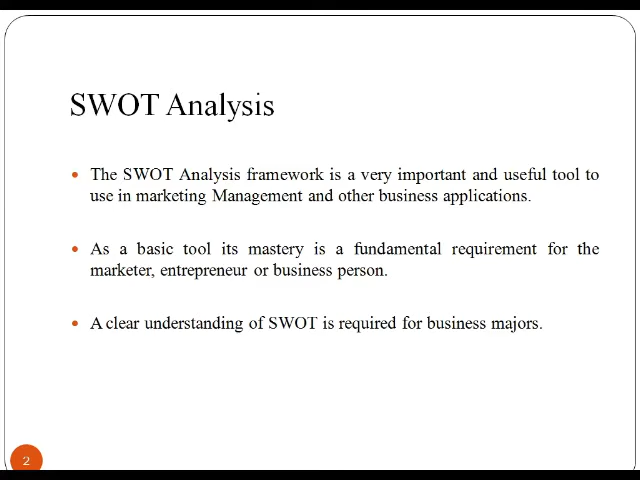 SWOT Analysis
• The SWOT Analysis framework is a very important and useful tool to
use in marketing Management and other business applications.
• As a basic tool its mastery is a fundamental requirement for the
marketer, entrepreneur or business person.
• A clear understanding of SWOT is required for business majors.
2